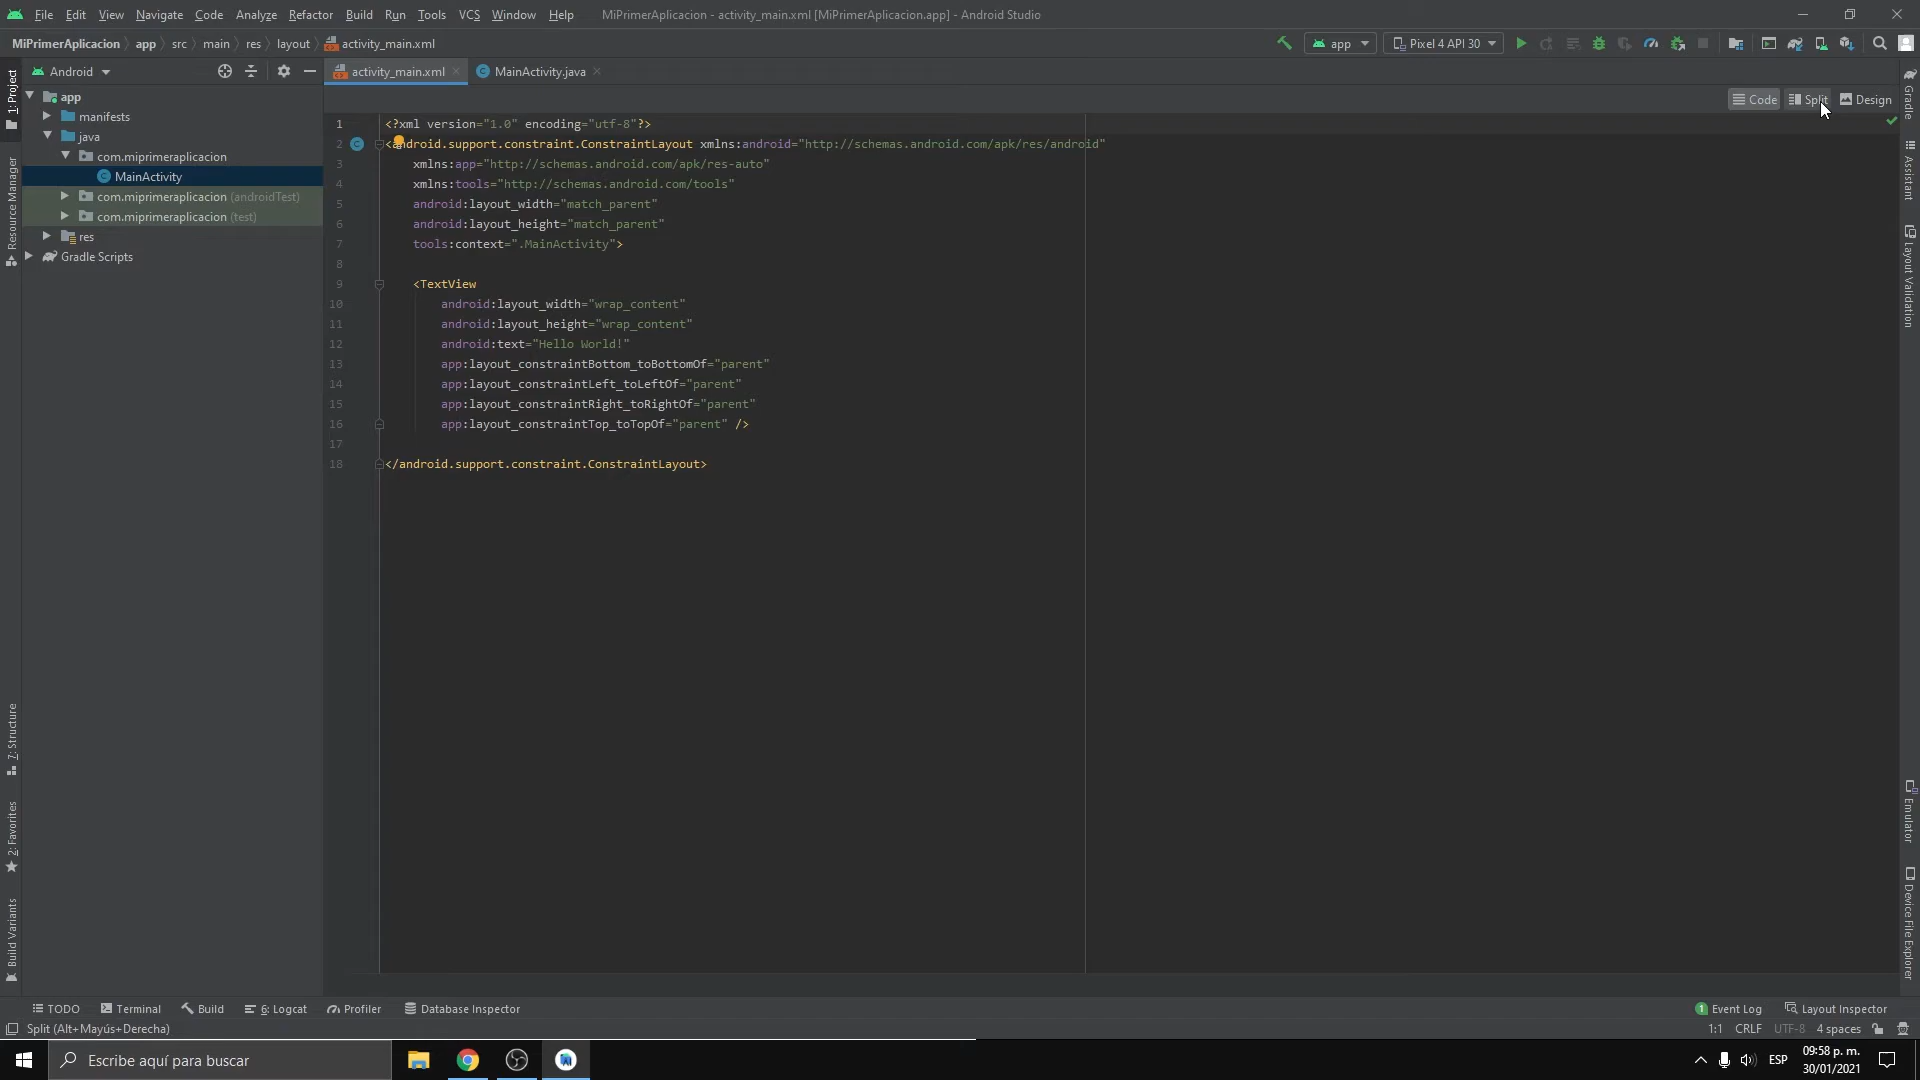 File Edit View Navigate Code Analyze Refactor Build Run Tools VCS Window Help MiPrimerAplicacion - activity_main.xml [MiPrimerAplicacion.app] - Android Studio
MiPrimerAplicacion app src main res layout activity_main.xml app Pixel 4 API 30
Android activity_main.xml MainActivity.java
Code Split Design
app
manifests
java
com.miprimeraplicacion
MainActivity
com.miprimeraplicacion (androidTest)
com.miprimeraplicacion (test)
res
Gradle Scripts
1: Project
Resource Manager
7: Structure
2: Favorites
Build Variants
1 <?xml version="1.0" encoding="utf-8"?>
2 <android.support.constraint.ConstraintLayout xmlns:android="http://schemas.android.com/apk/res/android"
3 xmlns:app="http://schemas.android.com/apk/res-auto"
4 xmlns:tools="http://schemas.android.com/tools"
5 android:layout_width="match_parent"
6 android:layout_height="match_parent"
7 tools:context=".MainActivity">
8
9 <TextView
10 android:layout_width="wrap_content"
11 android:layout_height="wrap_content"
12 android:text="Hello World!"
13 app:layout_constraintBottom_toBottomOf="parent"
14 app:layout_constraintLeft_toLeftOf="parent"
15 app:layout_constraintRight_toRightOf="parent"
16 app:layout_constraintTop_toTopOf="parent" />
17
18 </android.support.constraint.ConstraintLayout>
Gradle
Assistant
Layout Validation
Emulator
Device File Explorer
TODO Terminal Build 6: Logcat Profiler Database Inspector 1 Event Log Layout Inspector
Split (Alt+Mayús+Derecha) 1:1 CRLF UTF-8 4 spaces
Escribe aquí para buscar ESP 09:58 p. m.
30/01/2021